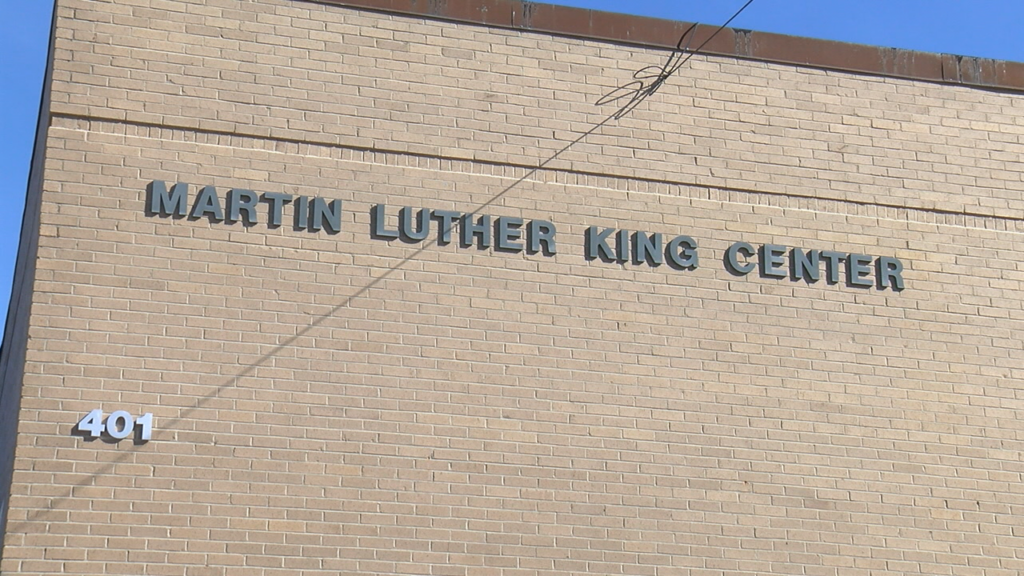 MARTIN LUTHER KING CENTER
401